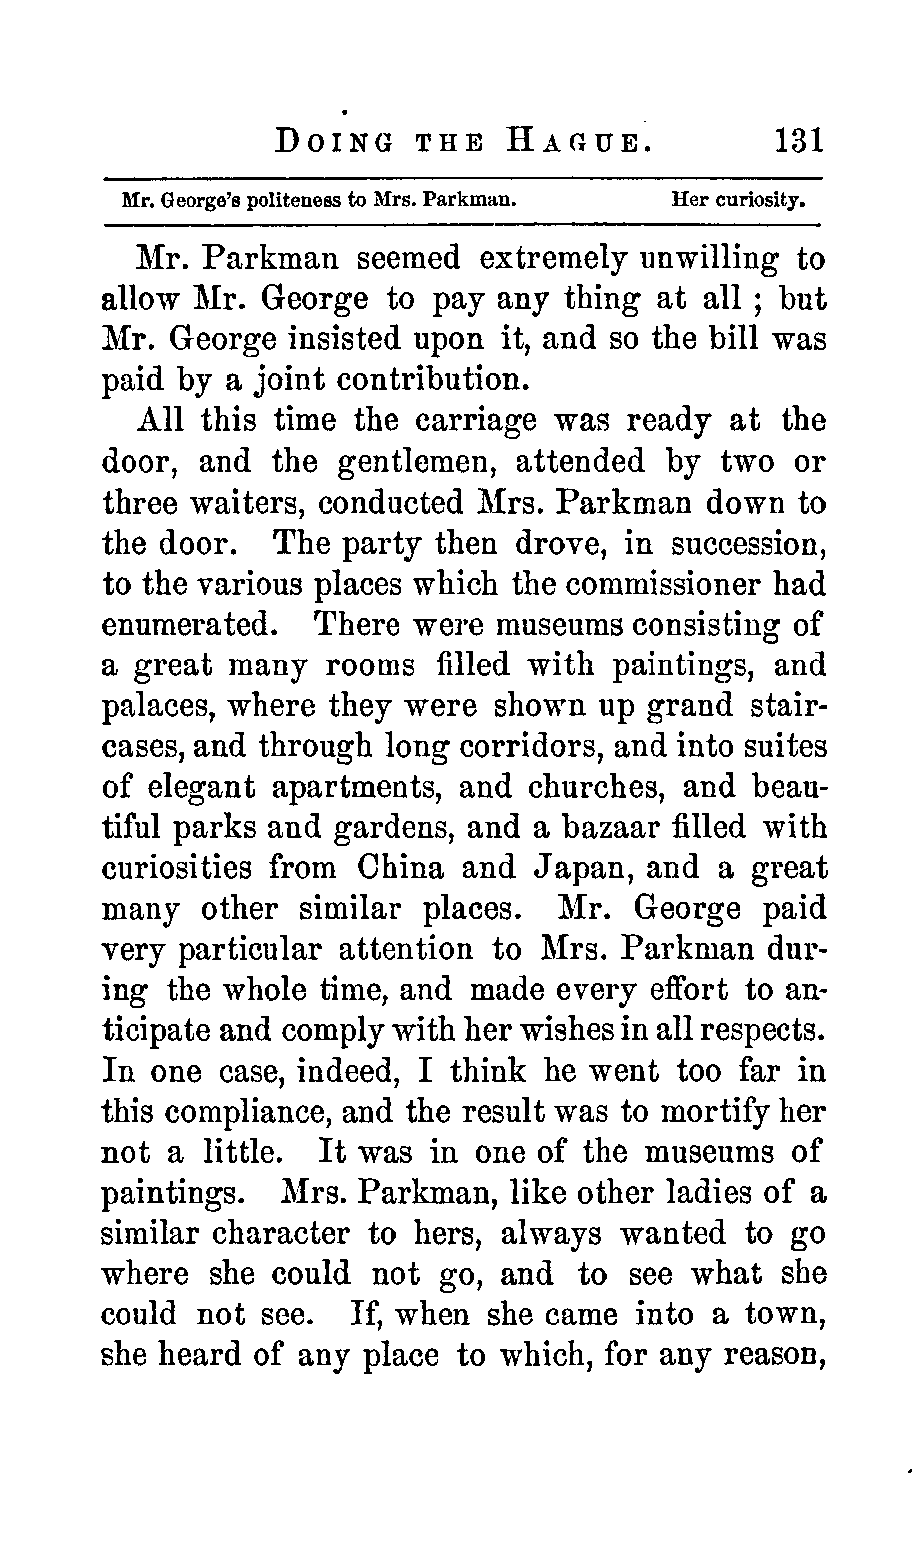 Doing the Hague. 131
Mr. George's politeness to Mrs. Parkman. Her curiosity.
Mr. Parkman seemed extremely unwilling to
allow Mr. George to pay any thing at all ; but
Mr. George insisted upon it, and so the bill was
paid by a joint contribution.
All this time the carriage was ready at the
door, and the gentlemen, attended by two or
three waiters, conducted Mrs. Parkman down to
the door. The party then drove, in succession,
to the various places which the commissioner had
enumerated. There were museums consisting of
a great many rooms filled with paintings, and
palaces, where they were shown up grand stair-
cases, and through long corridors, and into suites
of elegant apartments, and churches, and beau-
tiful parks and gardens, and a bazaar filled with
curiosities from China and Japan, and a great
many other similar places. Mr. George paid
very particular attention to Mrs. Parkman dur-
ing the whole time, and made every effort to an-
ticipate and comply with her wishes in all respects.
In one case, indeed, I think he went too far in
this compliance, and the result was to mortify her
not a little. It was in one of the museums of
paintings. Mrs. Parkman, like other ladies of a
similar character to hers, always wanted to go
where she could not go, and to see what she
could not see. If, when she came into a town,
she heard of any place to which, for any reason,